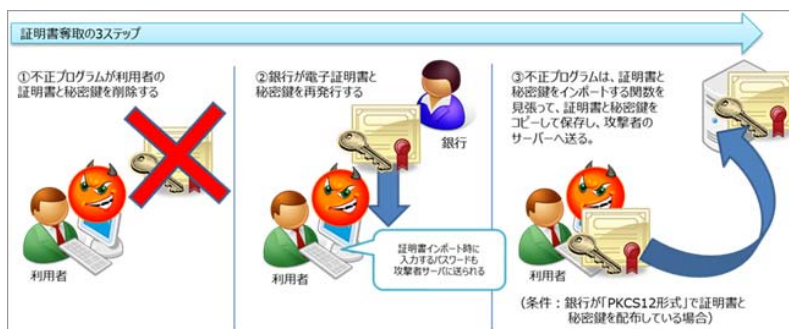 証明書奪取の3ステップ
①不正プログラムが利用者の
証明書と秘密鍵を削除する
利用者
②銀行が電子証明書と
秘密鍵を再発行する
銀行
証明書インポート時に
入力するパスワードも
攻撃者サーバに送られる
利用者
③不正プログラムは、証明書と
秘密鍵をインポートする関数を
見張って、証明書と秘密鍵を
コピーして保存し、攻撃者の
サーバーへ送る。
利用者
(条件：銀行が「PKCS12形式」で証明書と
秘密鍵を配布している場合)